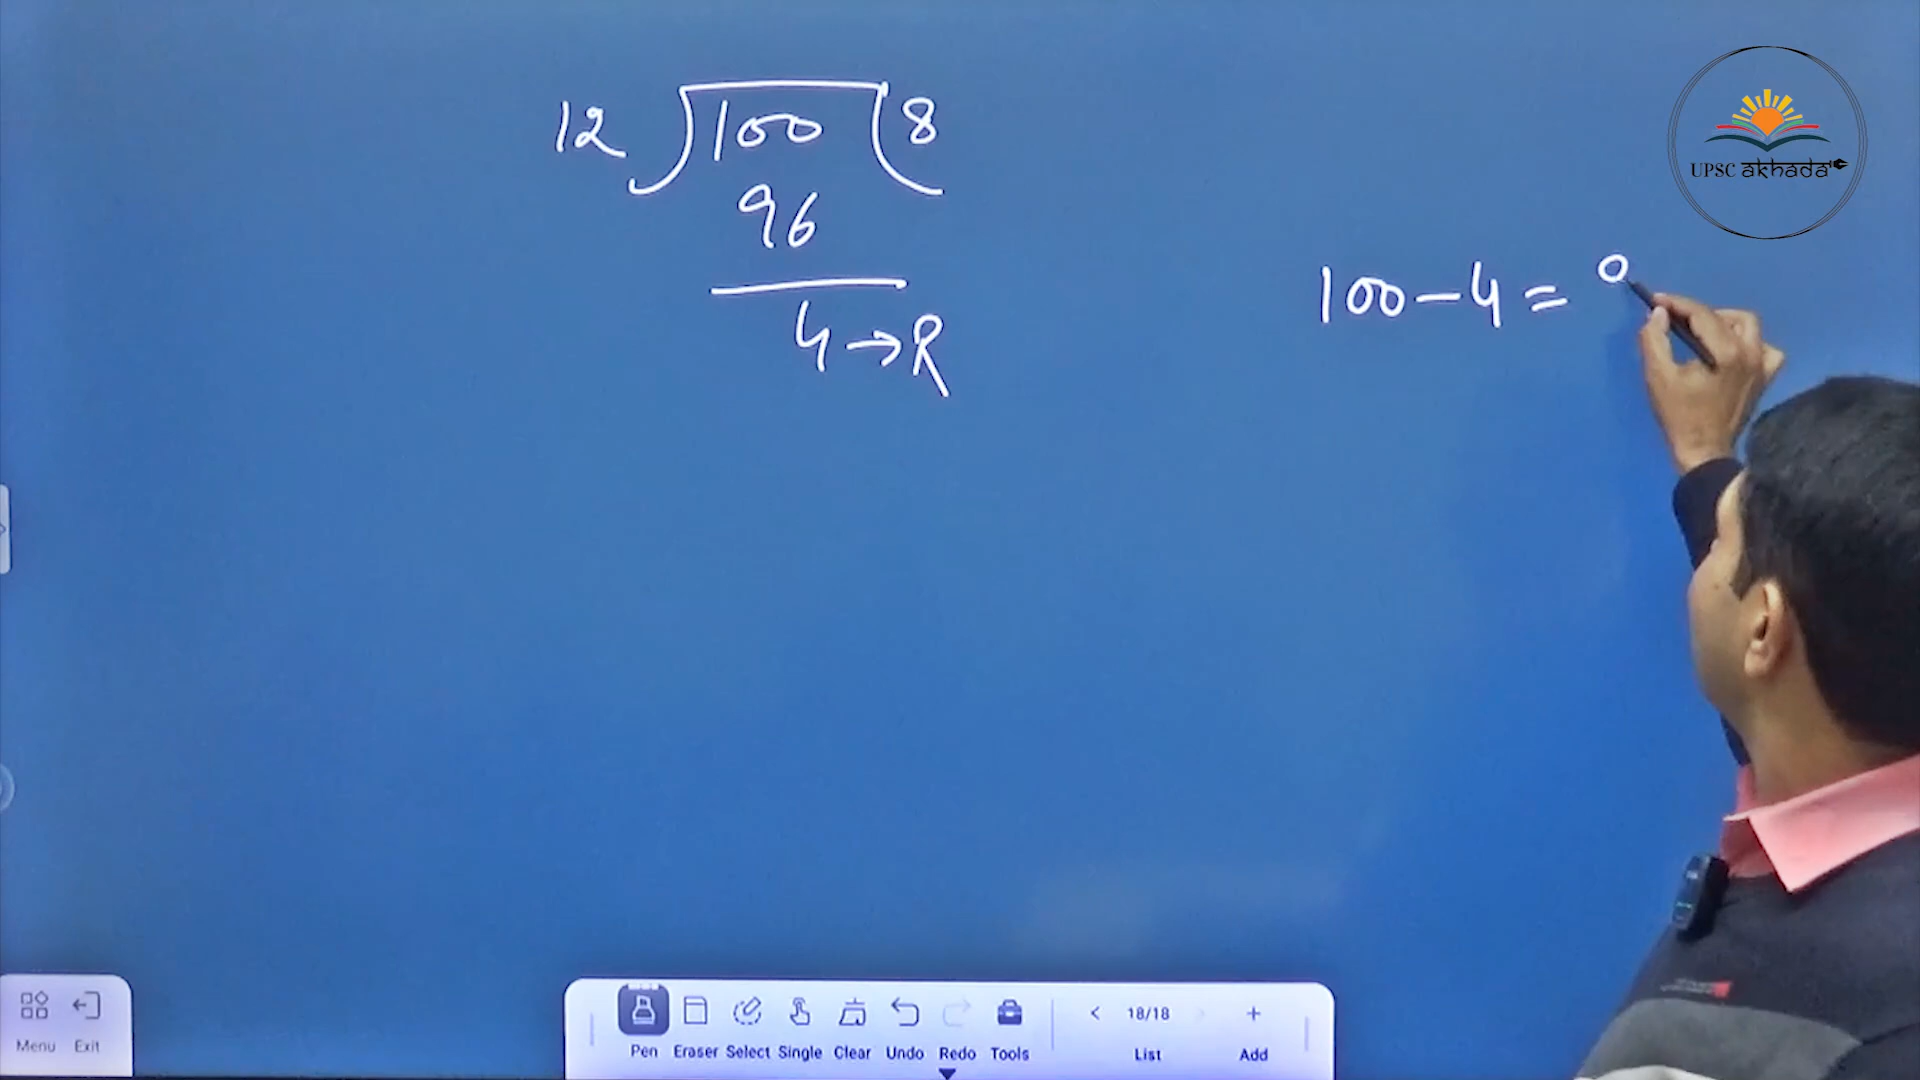 12 ) 100 ( 8
96
4 → R
100 - 4 =
UPSC akhada
Menu Exit
Pen Eraser Select Single Clear Undo Redo Tools < 18/18 > + 
List Add